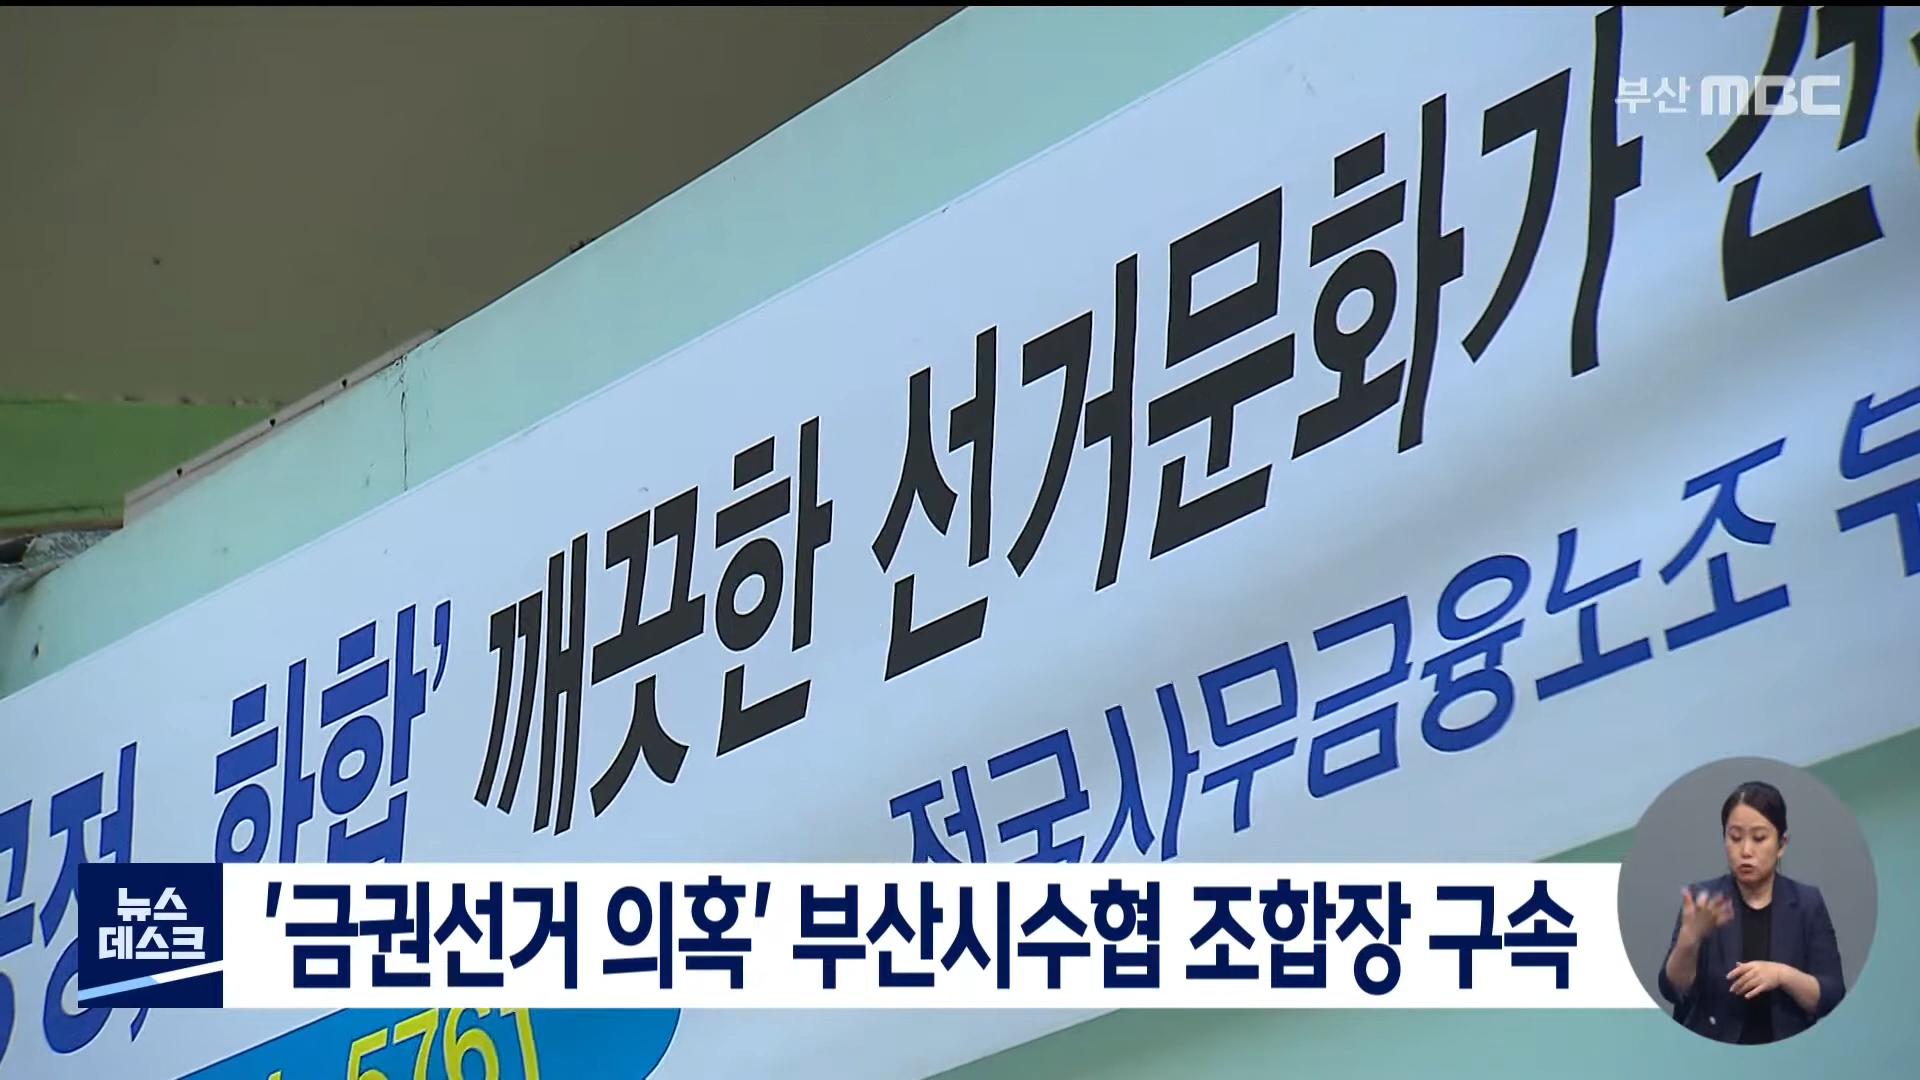 부산 MBC
공정, 화합' 깨끗한 선거문화가
전국사무금융노조
뉴스
데스크
'금권선거 의혹' 부산시수협 조합장 구속